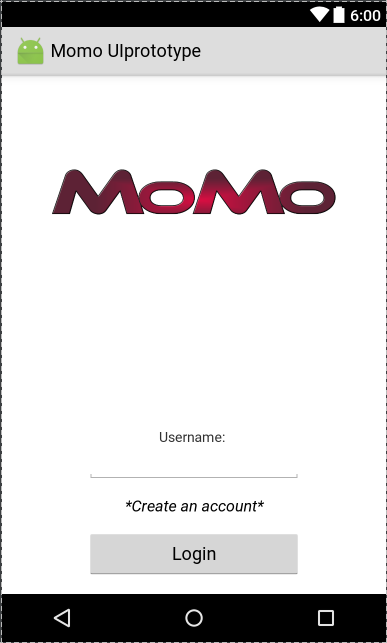 6:00
Momo UIprototype
MoMo
Username:
*Create an account*
Login